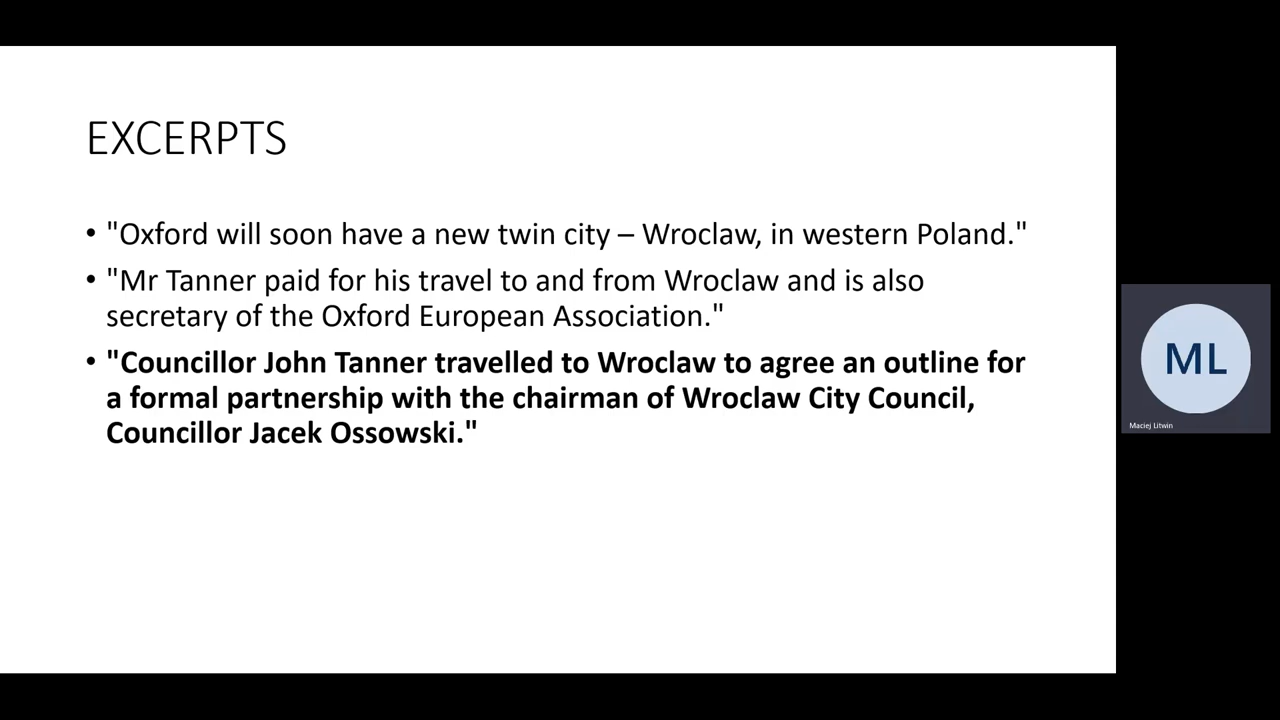 EXCERPTS
• "Oxford will soon have a new twin city – Wroclaw, in western Poland."
• "Mr Tanner paid for his travel to and from Wroclaw and is also
secretary of the Oxford European Association."
• "Councillor John Tanner travelled to Wroclaw to agree an outline for
a formal partnership with the chairman of Wroclaw City Council,
Councillor Jacek Ossowski."
ML
Maciej Litwin